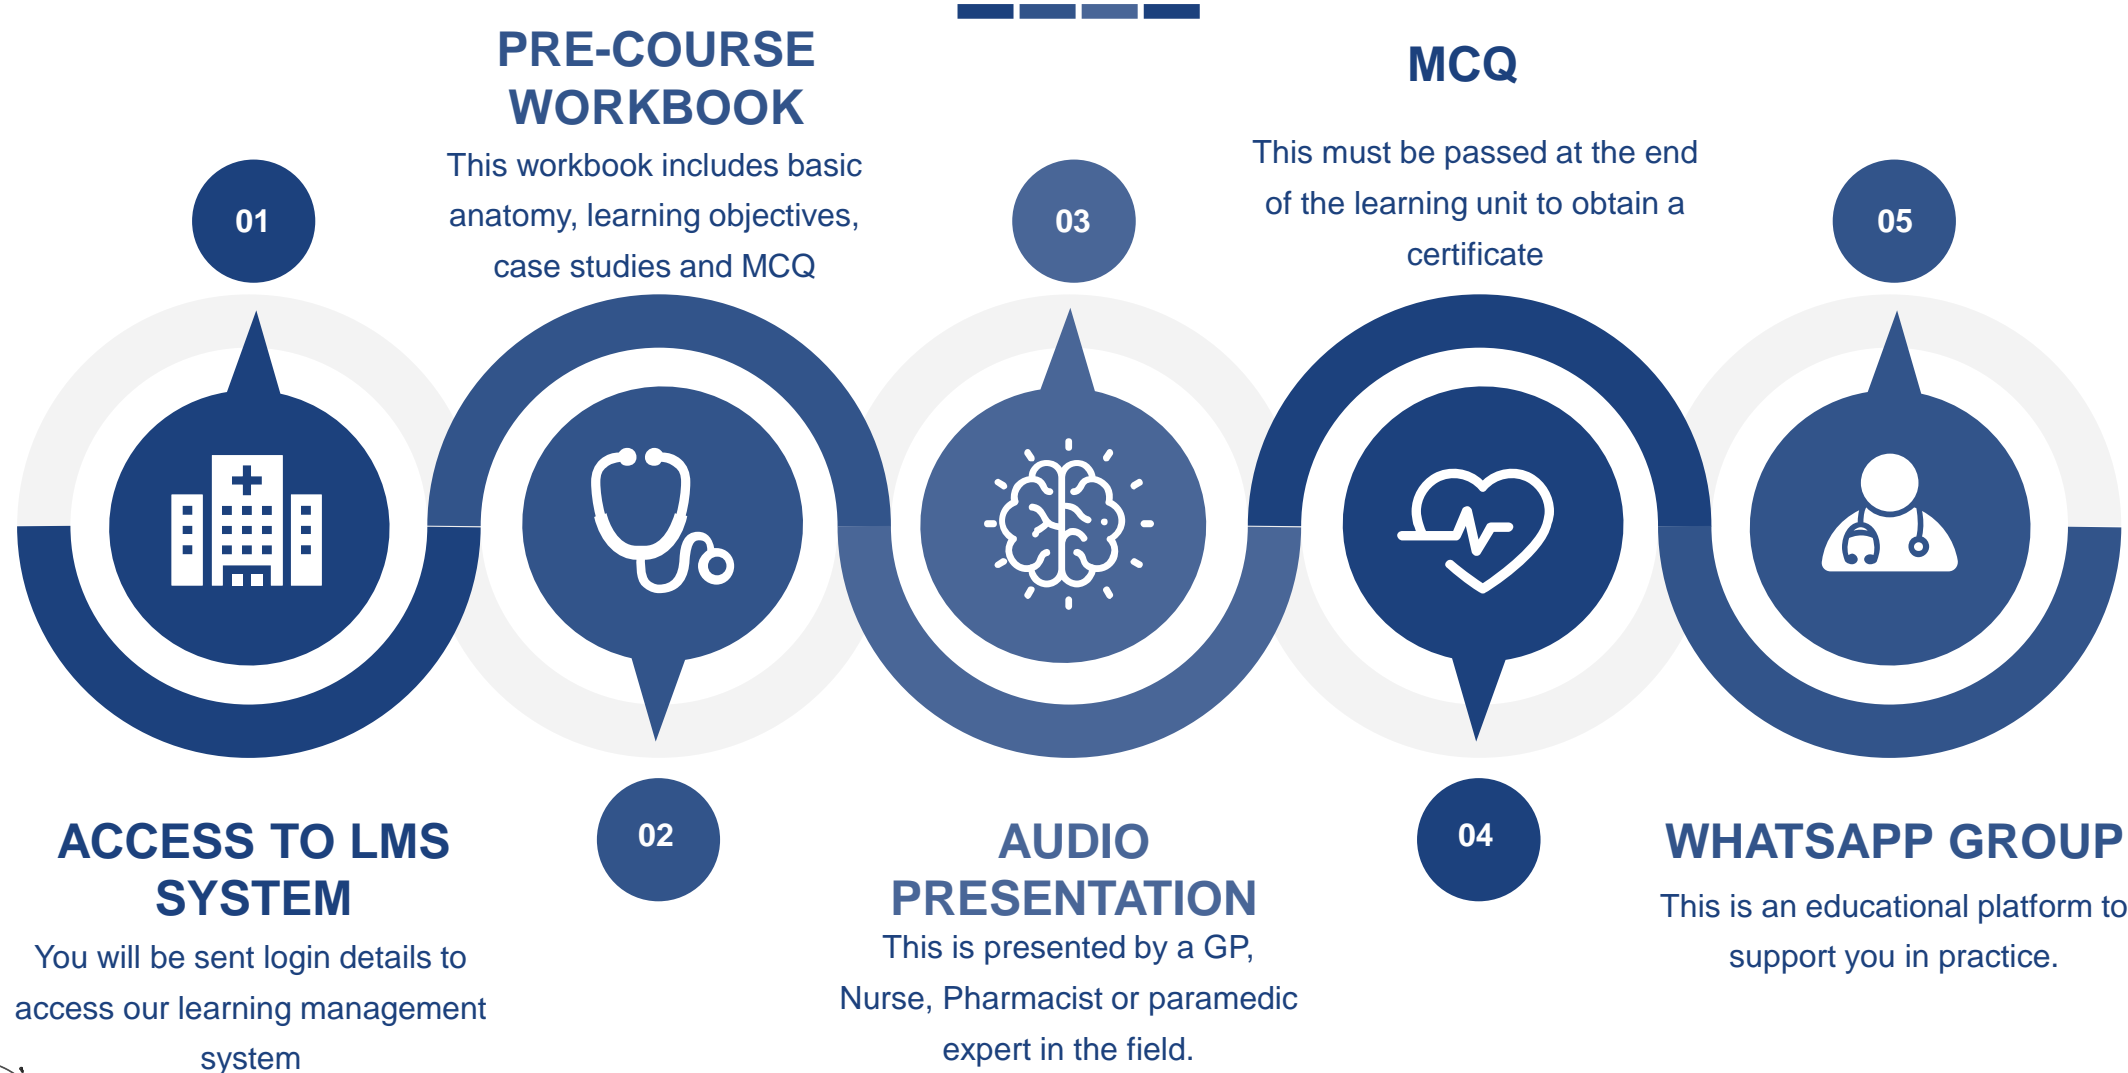 01
ACCESS TO LMS
SYSTEM
You will be sent login details to
access our learning management
system
PRE-COURSE
WORKBOOK
This workbook includes basic
anatomy, learning objectives,
case studies and MCQ
02
03
AUDIO
PRESENTATION
This is presented by a GP,
Nurse, Pharmacist or paramedic
expert in the field.
MCQ
This must be passed at the end
of the learning unit to obtain a
certificate
04
05
WHATSAPP GROUP
This is an educational platform to
support you in practice.